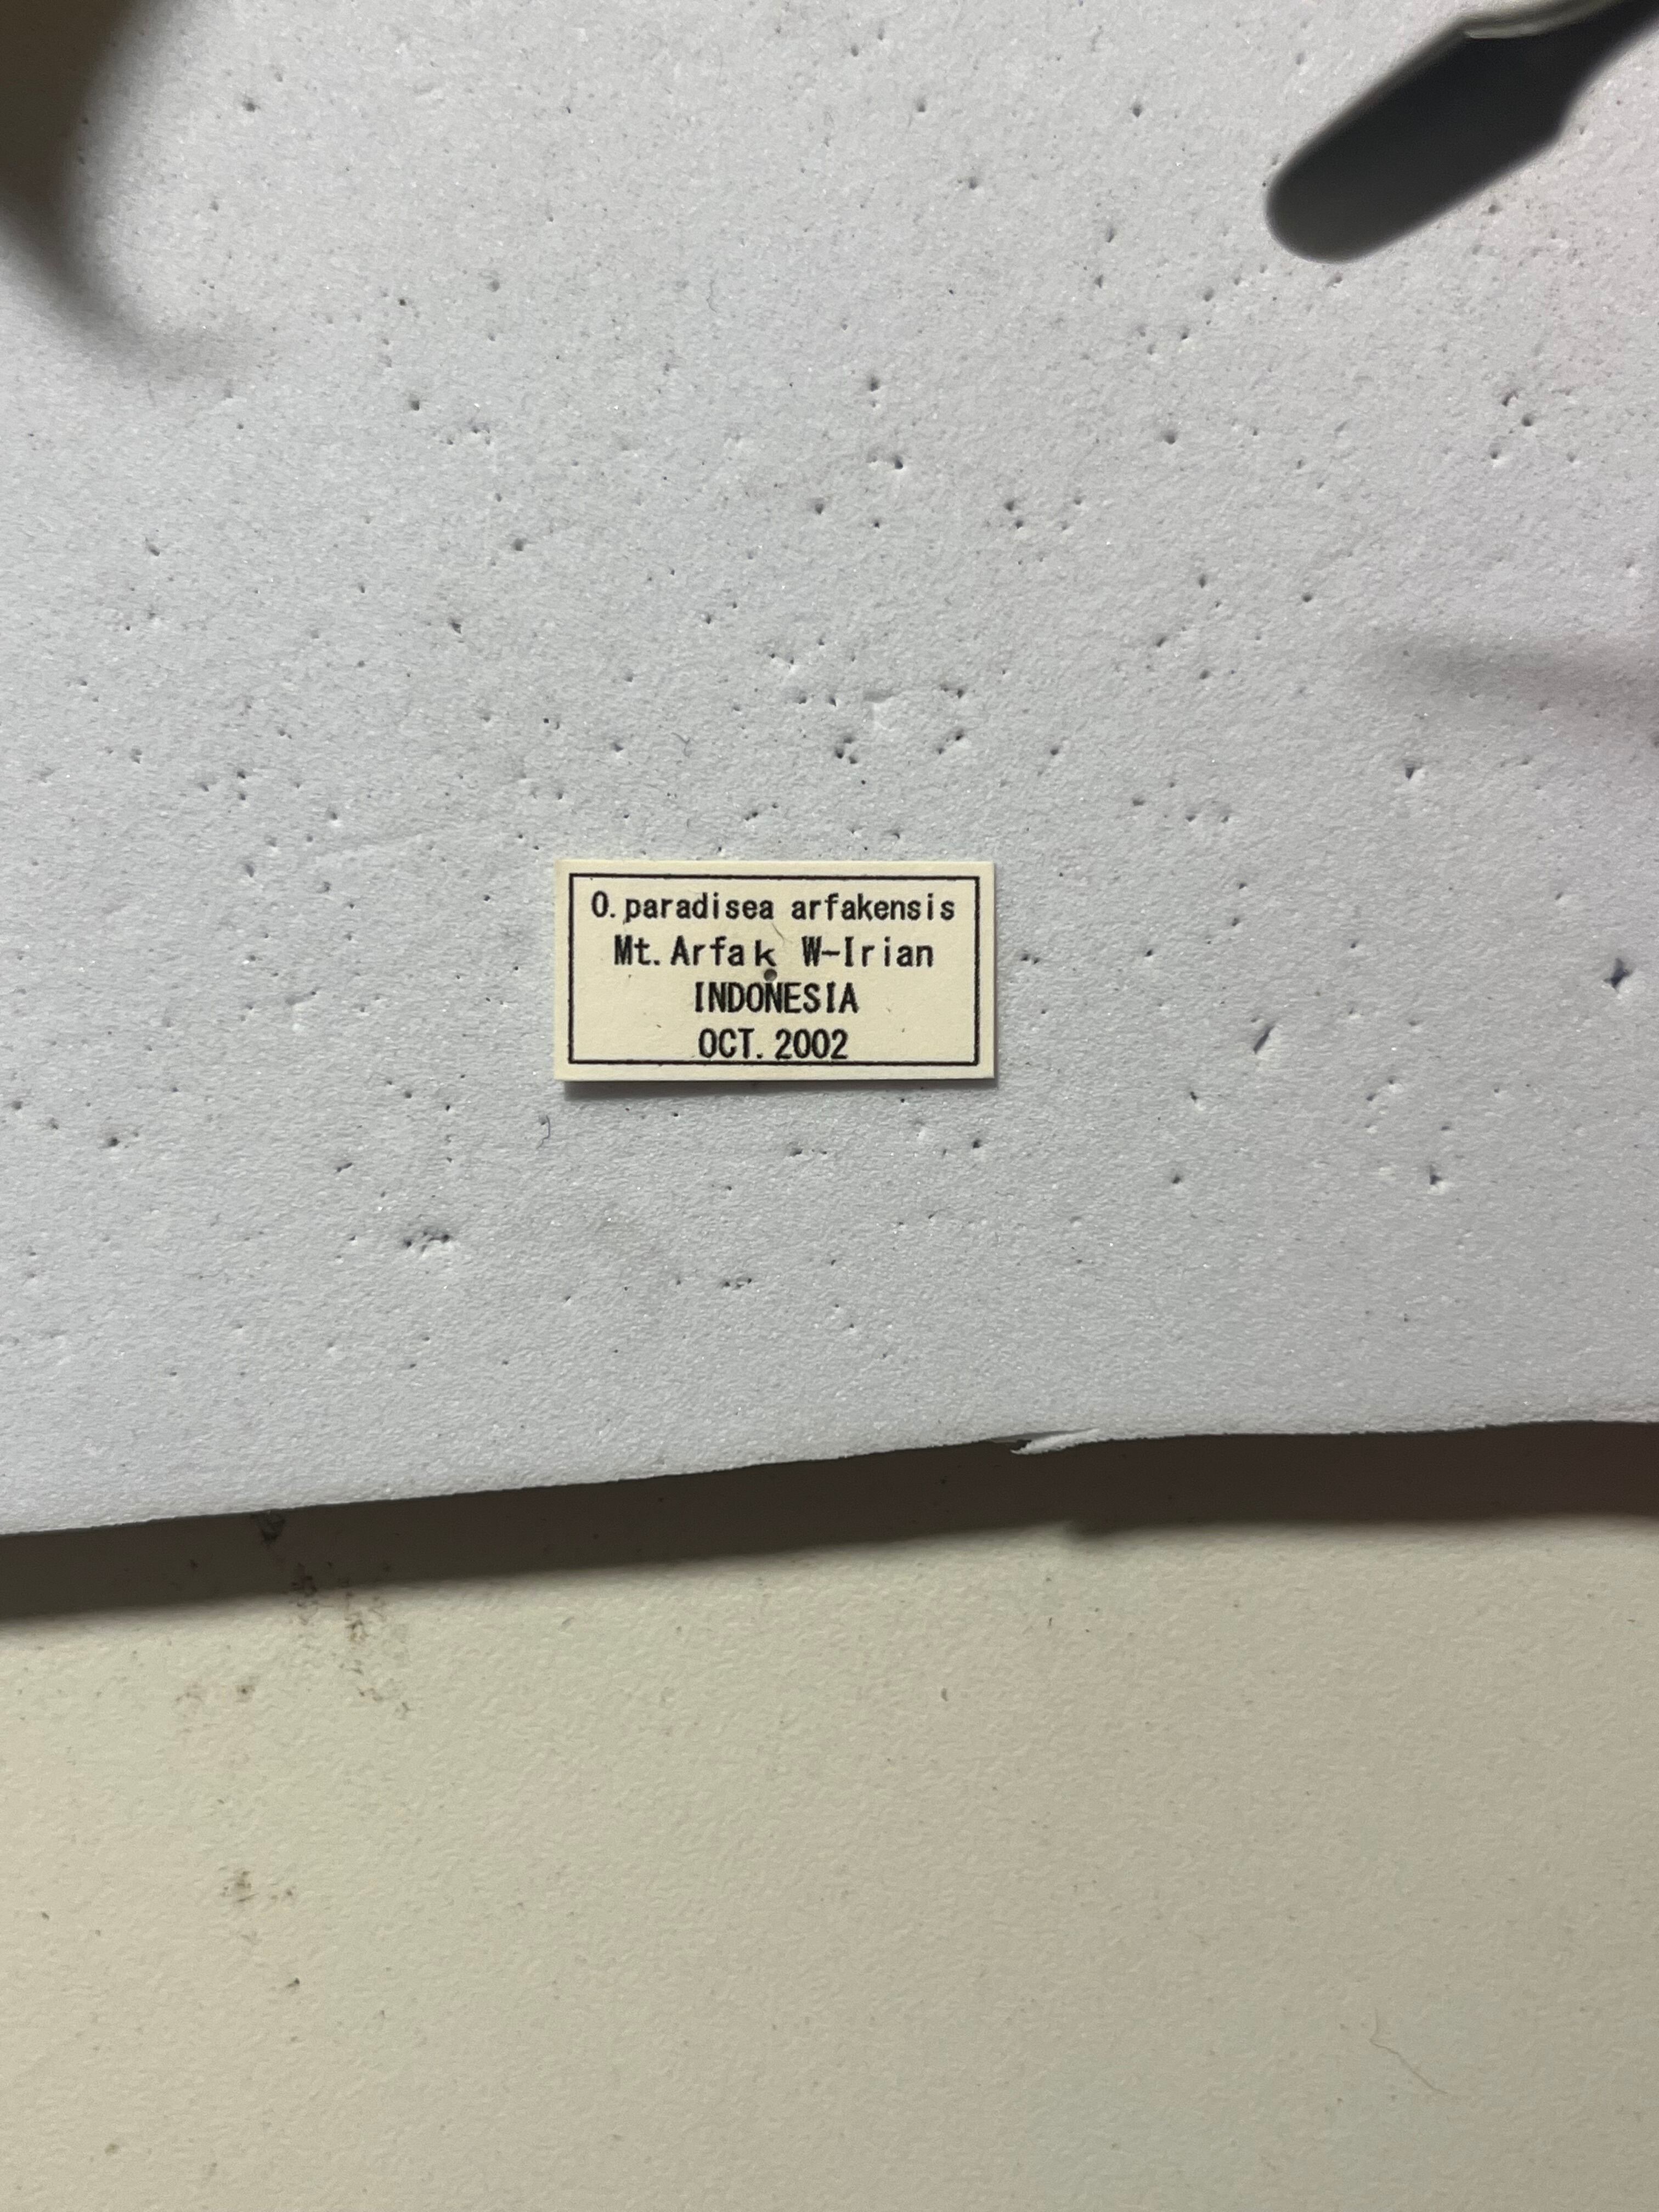 O.paradisea arfakensis
Mt.Arfak W-Irian
INDONESIA
OCT.2002